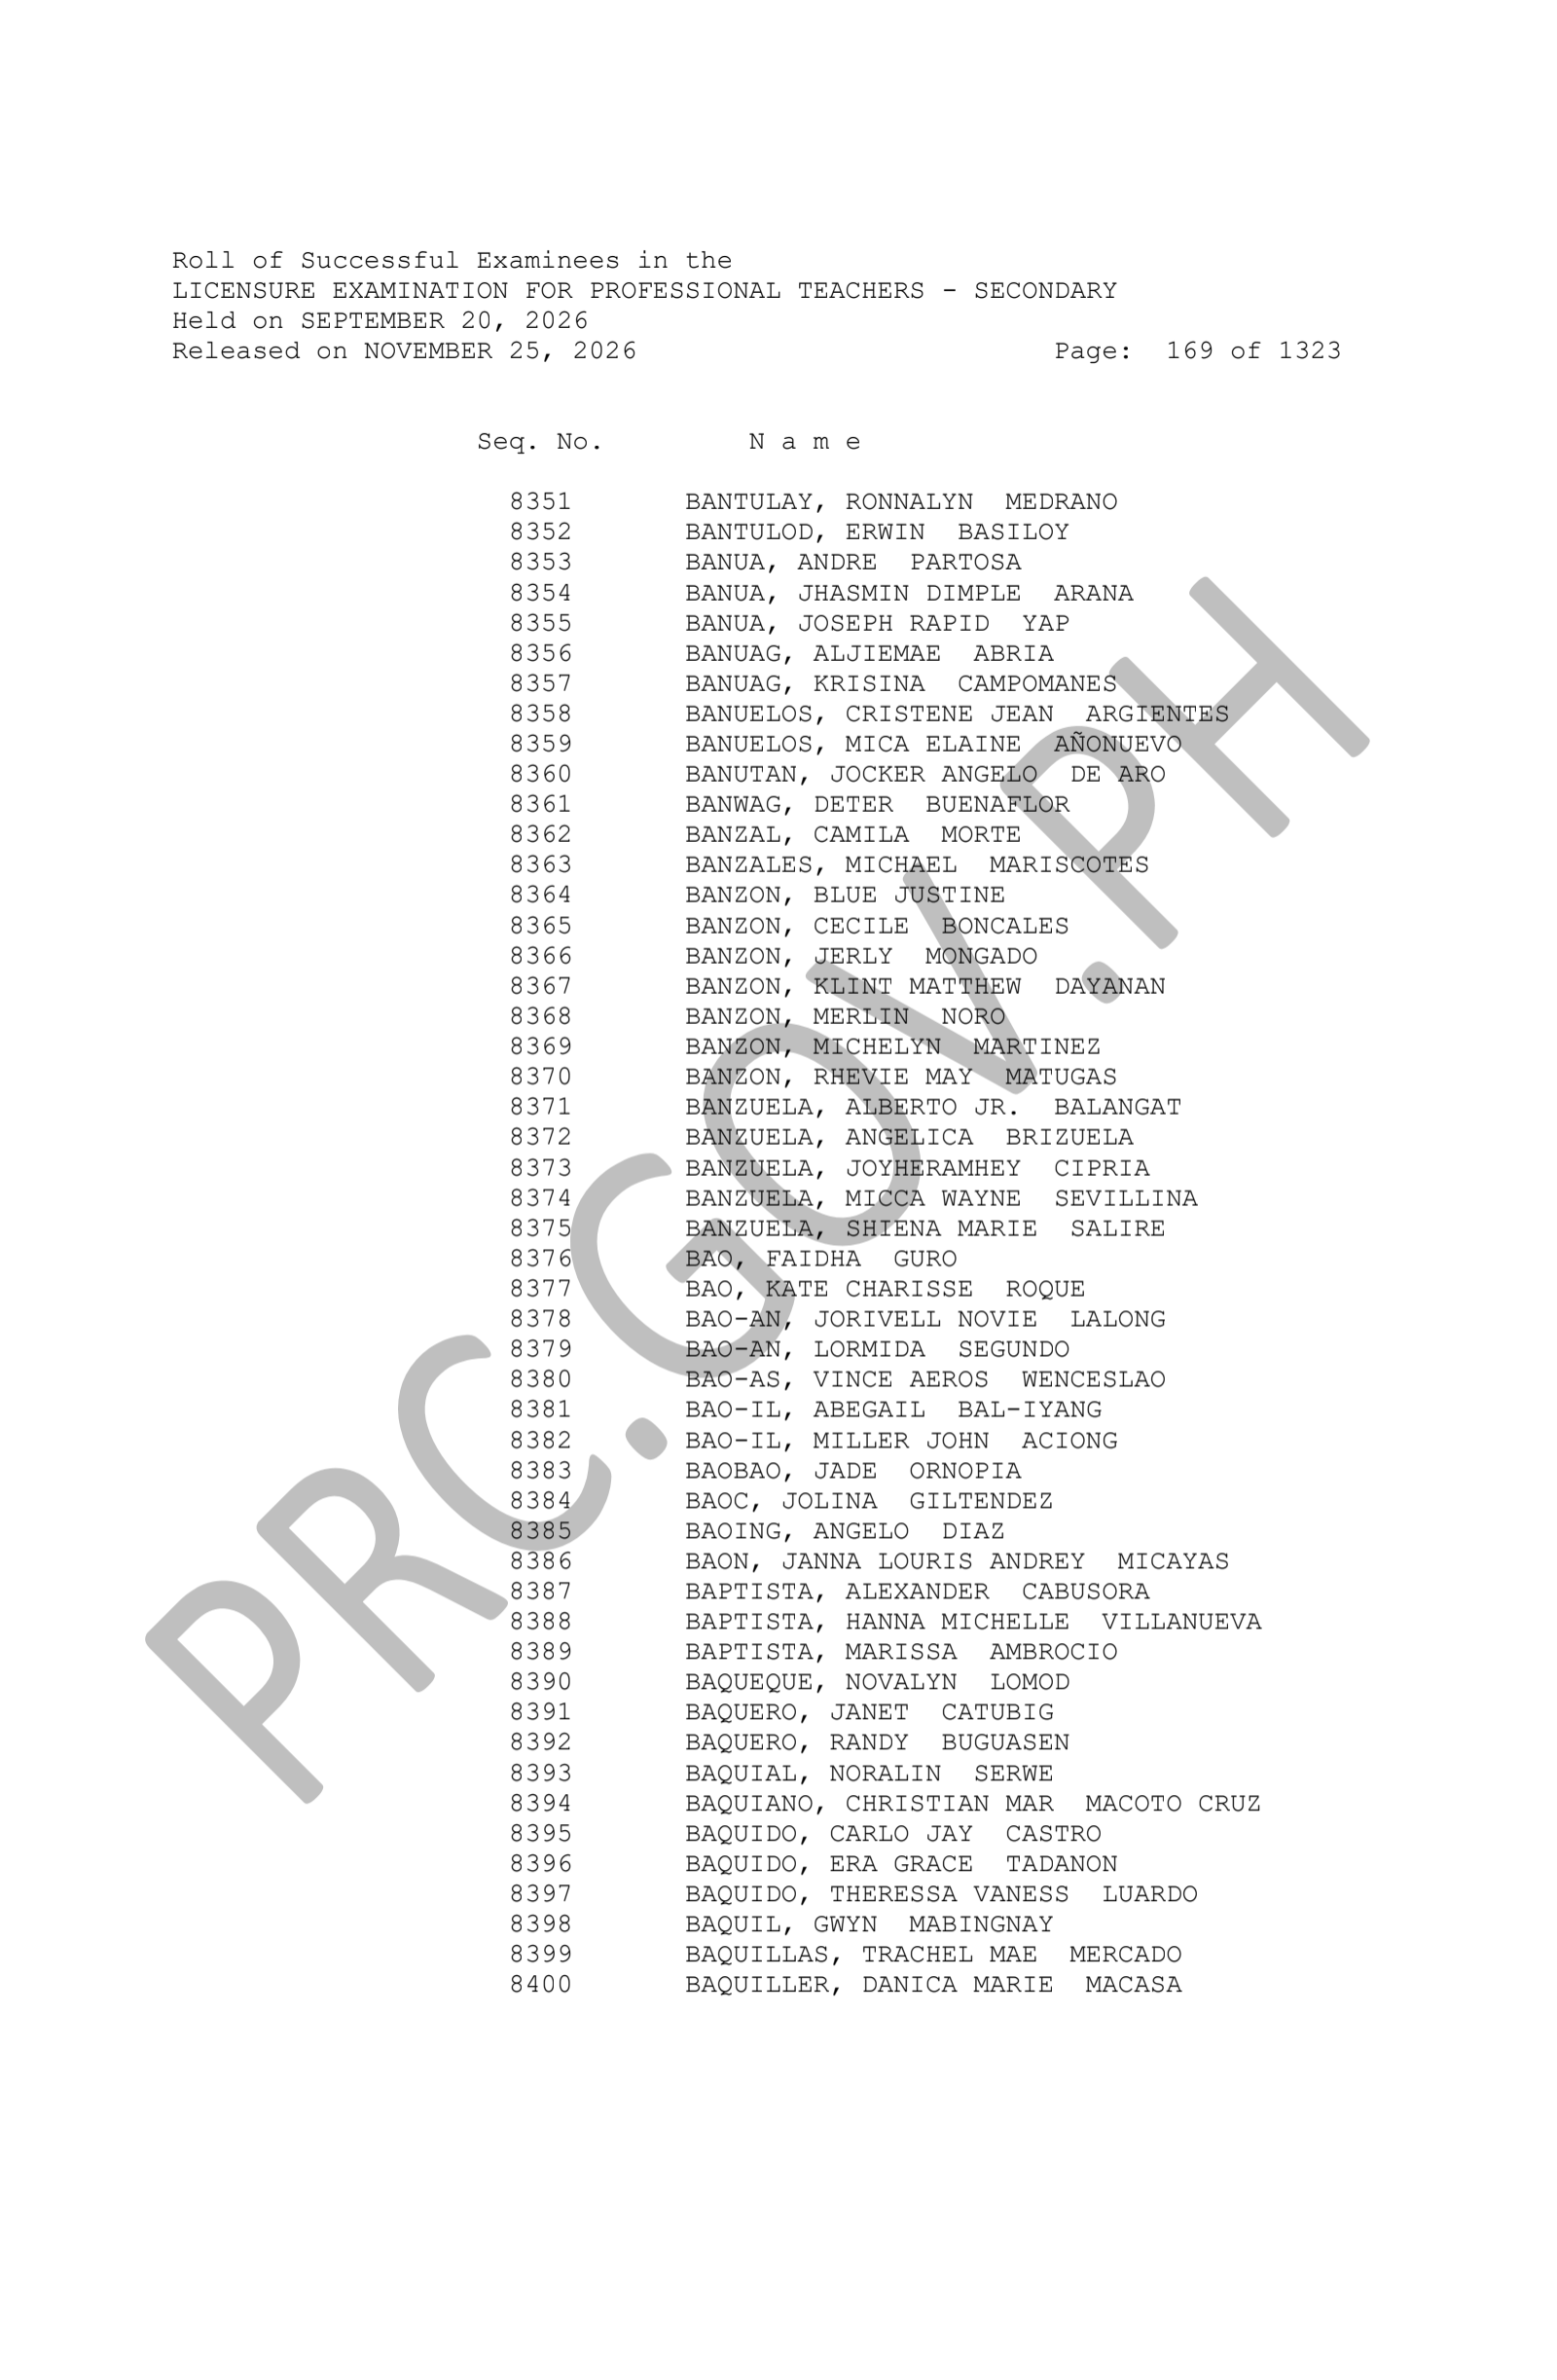 Roll of Successful Examinees in the
LICENSURE EXAMINATION FOR PROFESSIONAL TEACHERS - SECONDARY
Held on SEPTEMBER 20, 2026
Released on NOVEMBER 25, 2026 Page: 169 of 1323
Seq. No. N a m e
8351 BANTULAY, RONNALYN MEDRANO
8352 BANTULOD, ERWIN BASILOY
8353 BANUA, ANDRE PARTOSA
8354 BANUA, JHASMIN DIMPLE ARANA
8355 BANUA, JOSEPH RAPID YAP
8356 BANUAG, ALJIEMAE ABRIA
8357 BANUAG, KRISINA CAMPOMANES
8358 BANUELOS, CRISTENE JEAN ARGIENTES
8359 BANUELOS, MICA ELAINE AÑONUEVO
8360 BANUTAN, JOCKER ANGELO DE ARO
8361 BANWAG, DETER BUENAFLOR
8362 BANZAL, CAMILA MORTE
8363 BANZALES, MICHAEL MARISCOTES
8364 BANZON, BLUE JUSTINE
8365 BANZON, CECILE BONCALES
8366 BANZON, JERLY MONGADO
8367 BANZON, KLINT MATTHEW DAYANAN
8368 BANZON, MERLIN NORO
8369 BANZON, MICHELYN MARTINEZ
8370 BANZON, RHEVIE MAY MATUGAS
8371 BANZUELA, ALBERTO JR. BALANGAT
8372 BANZUELA, ANGELICA BRIZUELA
8373 BANZUELA, JOYHERAMHEY CIPRIA
8374 BANZUELA, MICCA WAYNE SEVILLINA
8375 BANZUELA, SHIENA MARIE SALIRE
8376 BAO, FAIDHA GURO
8377 BAO, KATE CHARISSE ROQUE
8378 BAO-AN, JORIVELL NOVIE LALONG
8379 BAO-AN, LORMIDA SEGUNDO
8380 BAO-AS, VINCE AEROS WENCESLAO
8381 BAO-IL, ABEGAIL BAL-IYANG
8382 BAO-IL, MILLER JOHN ACIONG
8383 BAOBAO, JADE ORNOPIA
8384 BAOC, JOLINA GILTENDEZ
8385 BAOING, ANGELO DIAZ
8386 BAON, JANNA LOURIS ANDREY MICAYAS
8387 BAPTISTA, ALEXANDER CABUSORA
8388 BAPTISTA, HANNA MICHELLE VILLANUEVA
8389 BAPTISTA, MARISSA AMBROCIO
8390 BAQUEQUE, NOVALYN LOMOD
8391 BAQUERO, JANET CATUBIG
8392 BAQUERO, RANDY BUGUASEN
8393 BAQUIAL, NORALIN SERWE
8394 BAQUIANO, CHRISTIAN MAR MACOTO CRUZ
8395 BAQUIDO, CARLO JAY CASTRO
8396 BAQUIDO, ERA GRACE TADANON
8397 BAQUIDO, THERESSA VANESS LUARDO
8398 BAQUIL, GWYN MABINGNAY
8399 BAQUILLAS, TRACHEL MAE MERCADO
8400 BAQUILLER, DANICA MARIE MACASA
PRC.GOV.PH